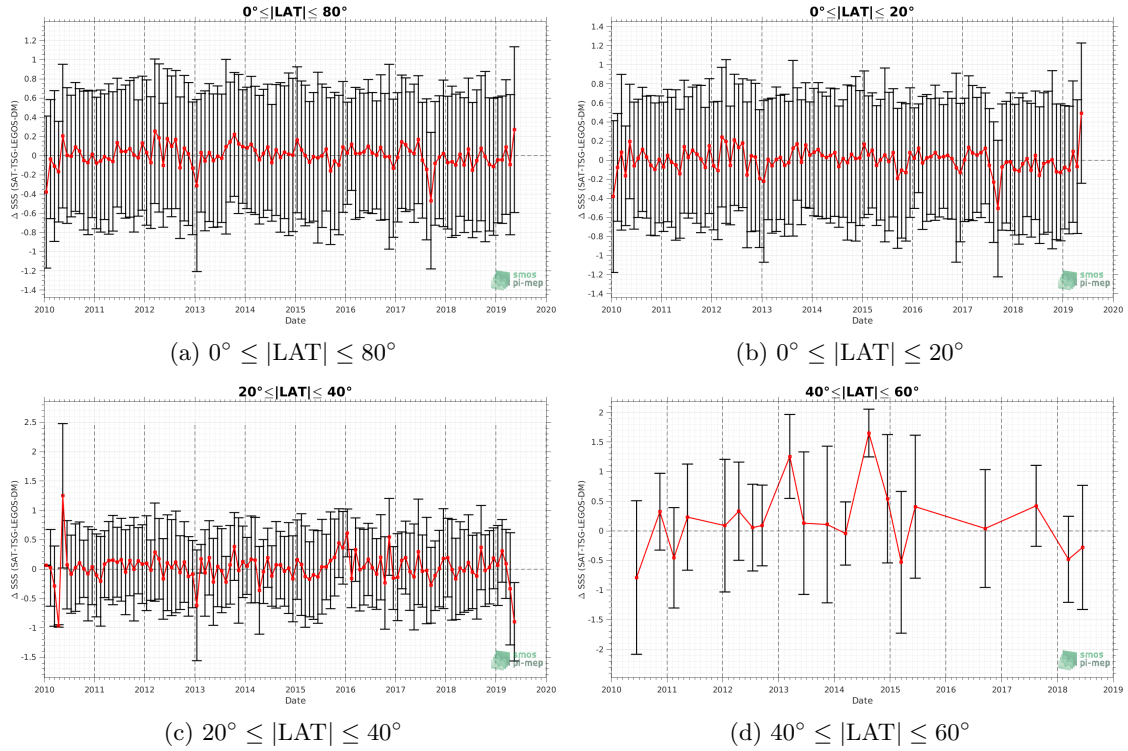 0°≤|LAT|≤ 80°
1.2
1
0.8
0.6
0.4
0.2
0
-0.2
-0.4
-0.6
-0.8
-1
-1.2
-1.4
Δ SSS (SAT-TSG-LEGOS-DM)
2010 2011 2012 2013 2014 2015 2016 2017 2018 2019 2020
Date
smos
pi-mep
(a) 0° ≤ |LAT| ≤ 80°
0°≤|LAT|≤ 20°
1.4
1.2
1
0.8
0.6
0.4
0.2
0
-0.2
-0.4
-0.6
-0.8
-1
-1.2
-1.4
Δ SSS (SAT-TSG-LEGOS-DM)
2010 2011 2012 2013 2014 2015 2016 2017 2018 2019 2020
Date
smos
pi-mep
(b) 0° ≤ |LAT| ≤ 20°
20°≤|LAT|≤ 40°
2.5
2
1.5
1
0.5
0
-0.5
-1
-1.5
Δ SSS (SAT-TSG-LEGOS-DM)
2010 2011 2012 2013 2014 2015 2016 2017 2018 2019 2020
Date
smos
pi-mep
(c) 20° ≤ |LAT| ≤ 40°
40°≤|LAT|≤ 60°
2
1.5
1
0.5
0
-0.5
-1
-1.5
-2
Δ SSS (SAT-TSG-LEGOS-DM)
2010 2011 2012 2013 2014 2015 2016 2017 2018 2019
Date
smos
pi-mep
(d) 40° ≤ |LAT| ≤ 60°